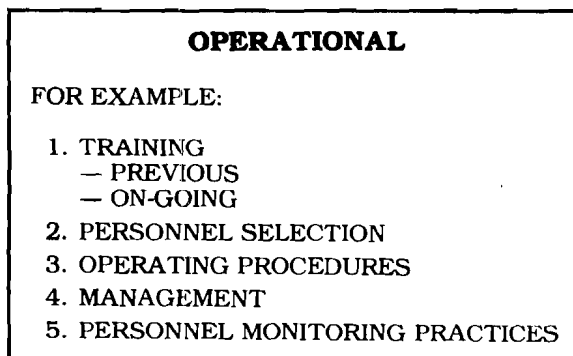 OPERATIONAL
FOR EXAMPLE:
1. TRAINING
— PREVIOUS
— ON-GOING
2. PERSONNEL SELECTION
3. OPERATING PROCEDURES
4. MANAGEMENT
5. PERSONNEL MONITORING PRACTICES